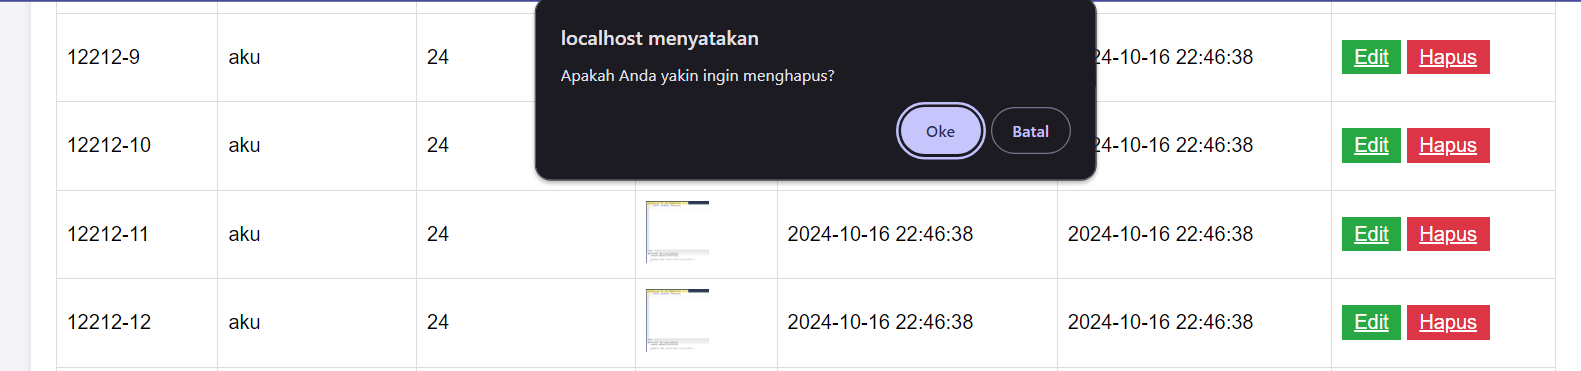 localhost menyatakan
Apakah Anda yakin ingin menghapus?
Oke Batal
12212-9 aku 24 24-10-16 22:46:38 Edit Hapus
12212-10 aku 24 24-10-16 22:46:38 Edit Hapus
12212-11 aku 24 2024-10-16 22:46:38 2024-10-16 22:46:38 Edit Hapus
12212-12 aku 24 2024-10-16 22:46:38 2024-10-16 22:46:38 Edit Hapus